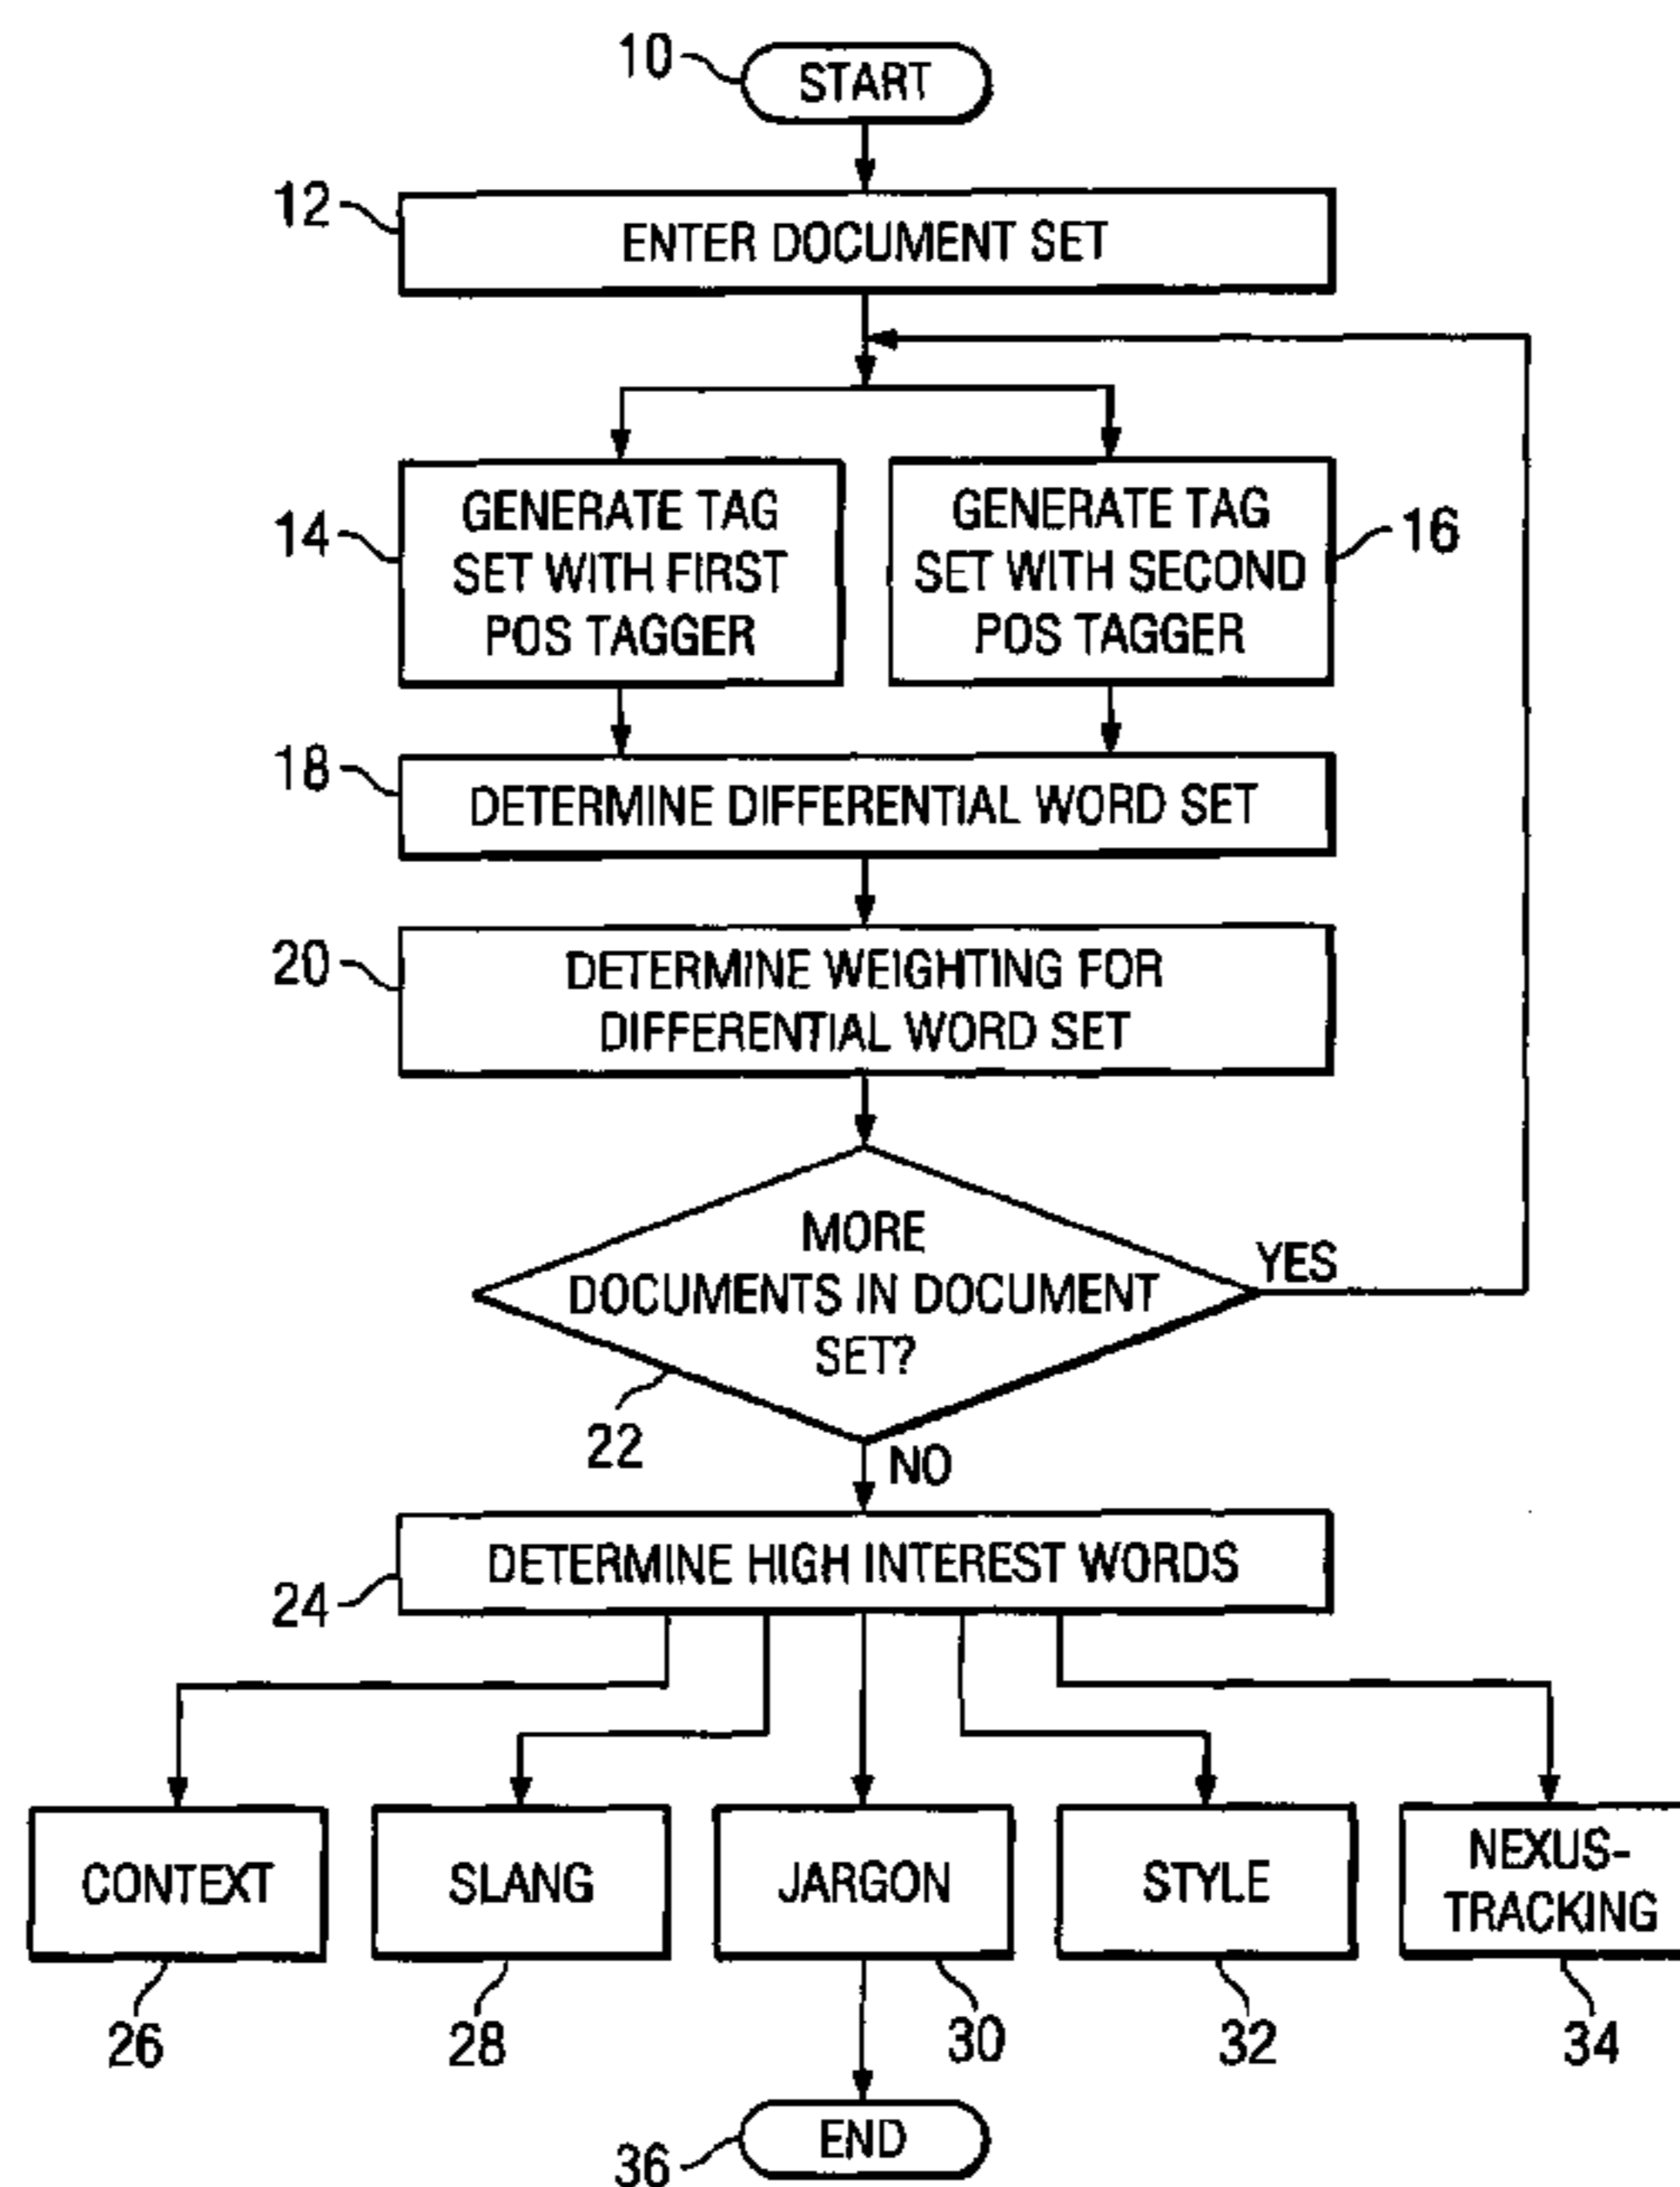 10
START
12
ENTER DOCUMENT SET
14
GENERATE TAG
SET WITH FIRST
POS TAGGER
GENERATE TAG
SET WITH SECOND
POS TAGGER
16
18
DETERMINE DIFFERENTIAL WORD SET
20
DETERMINE WEIGHTING FOR
DIFFERENTIAL WORD SET
MORE
DOCUMENTS IN DOCUMENT
SET?
YES
22
NO
DETERMINE HIGH INTEREST WORDS
24
CONTEXT
SLANG
JARGON
STYLE
NEXUS-
TRACKING
26
28
30
32
34
END
36